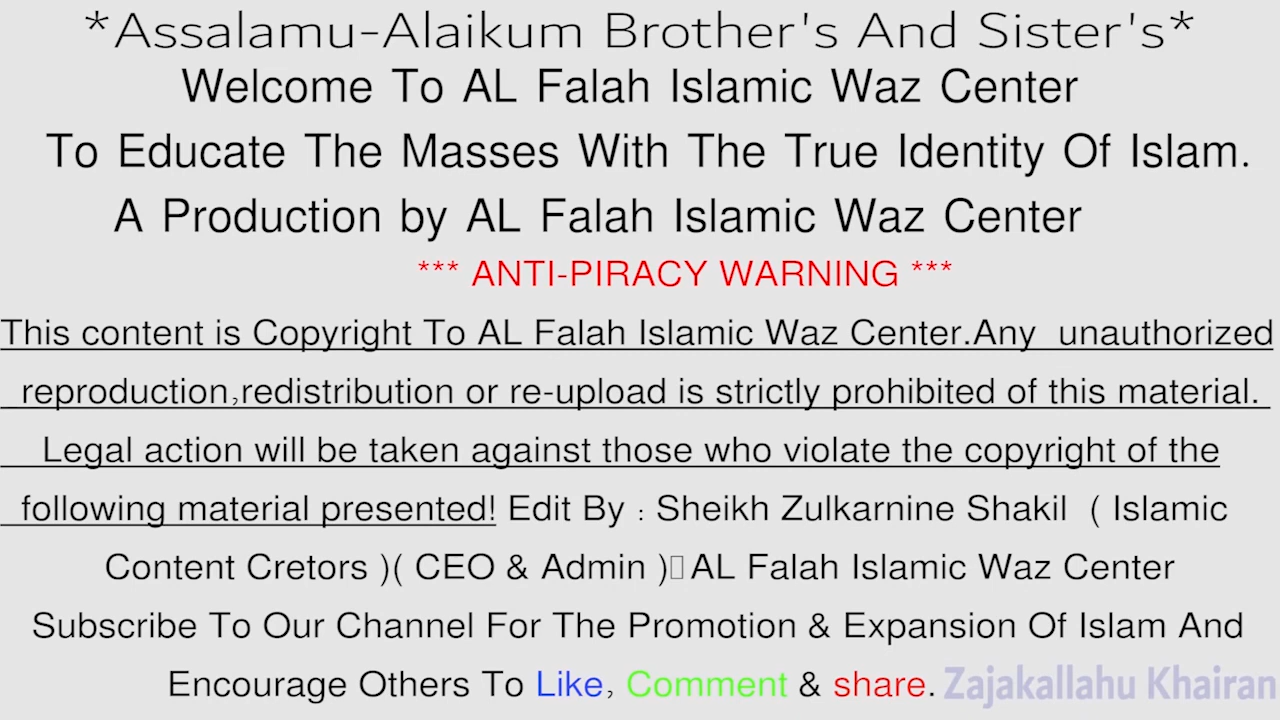 *Assalamu-Alaikum Brother's And Sister's*
Welcome To AL Falah Islamic Waz Center
To Educate The Masses With The True Identity Of Islam.
A Production by AL Falah Islamic Waz Center
*** ANTI-PIRACY WARNING ***
This content is Copyright To AL Falah Islamic Waz Center.Any  unauthorized
reproduction,redistribution or re-upload is strictly prohibited of this material.
Legal action will be taken against those who violate the copyright of the
following material presented! Edit By : Sheikh Zulkarnine Shakil  ( Islamic
Content Cretors )( CEO & Admin )▯AL Falah Islamic Waz Center
Subscribe To Our Channel For The Promotion & Expansion Of Islam And
Encourage Others To Like, Comment & share. Zajakallahu Khairan